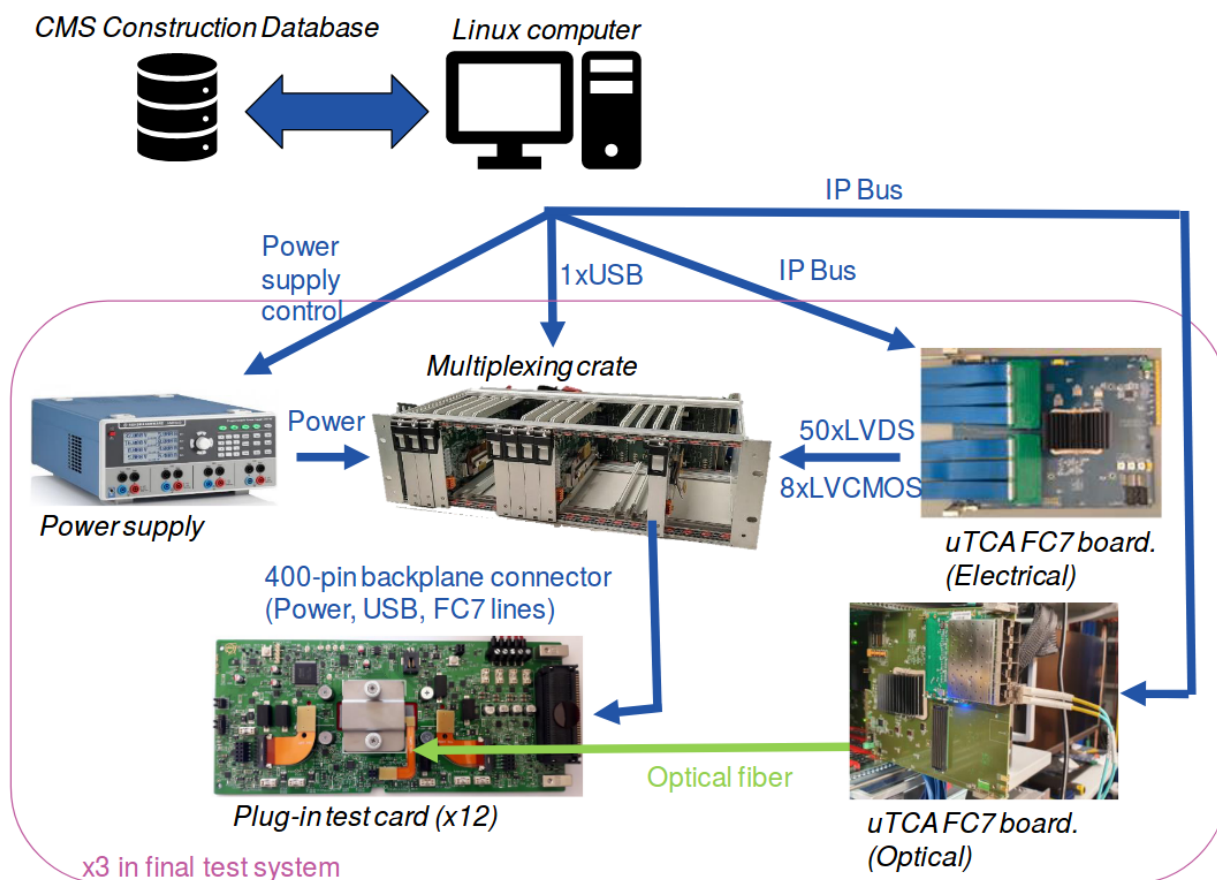 CMS Construction Database
Linux computer
IP Bus
Power
supply
control
1xUSB
IP Bus
Multiplexing crate
Power
50xLVDS
8xLVCMOS
Power supply
uTCA FC7 board.
(Electrical)
400-pin backplane connector
(Power, USB, FC7 lines)
Optical fiber
Plug-in test card (x12)
uTCA FC7 board.
(Optical)
x3 in final test system